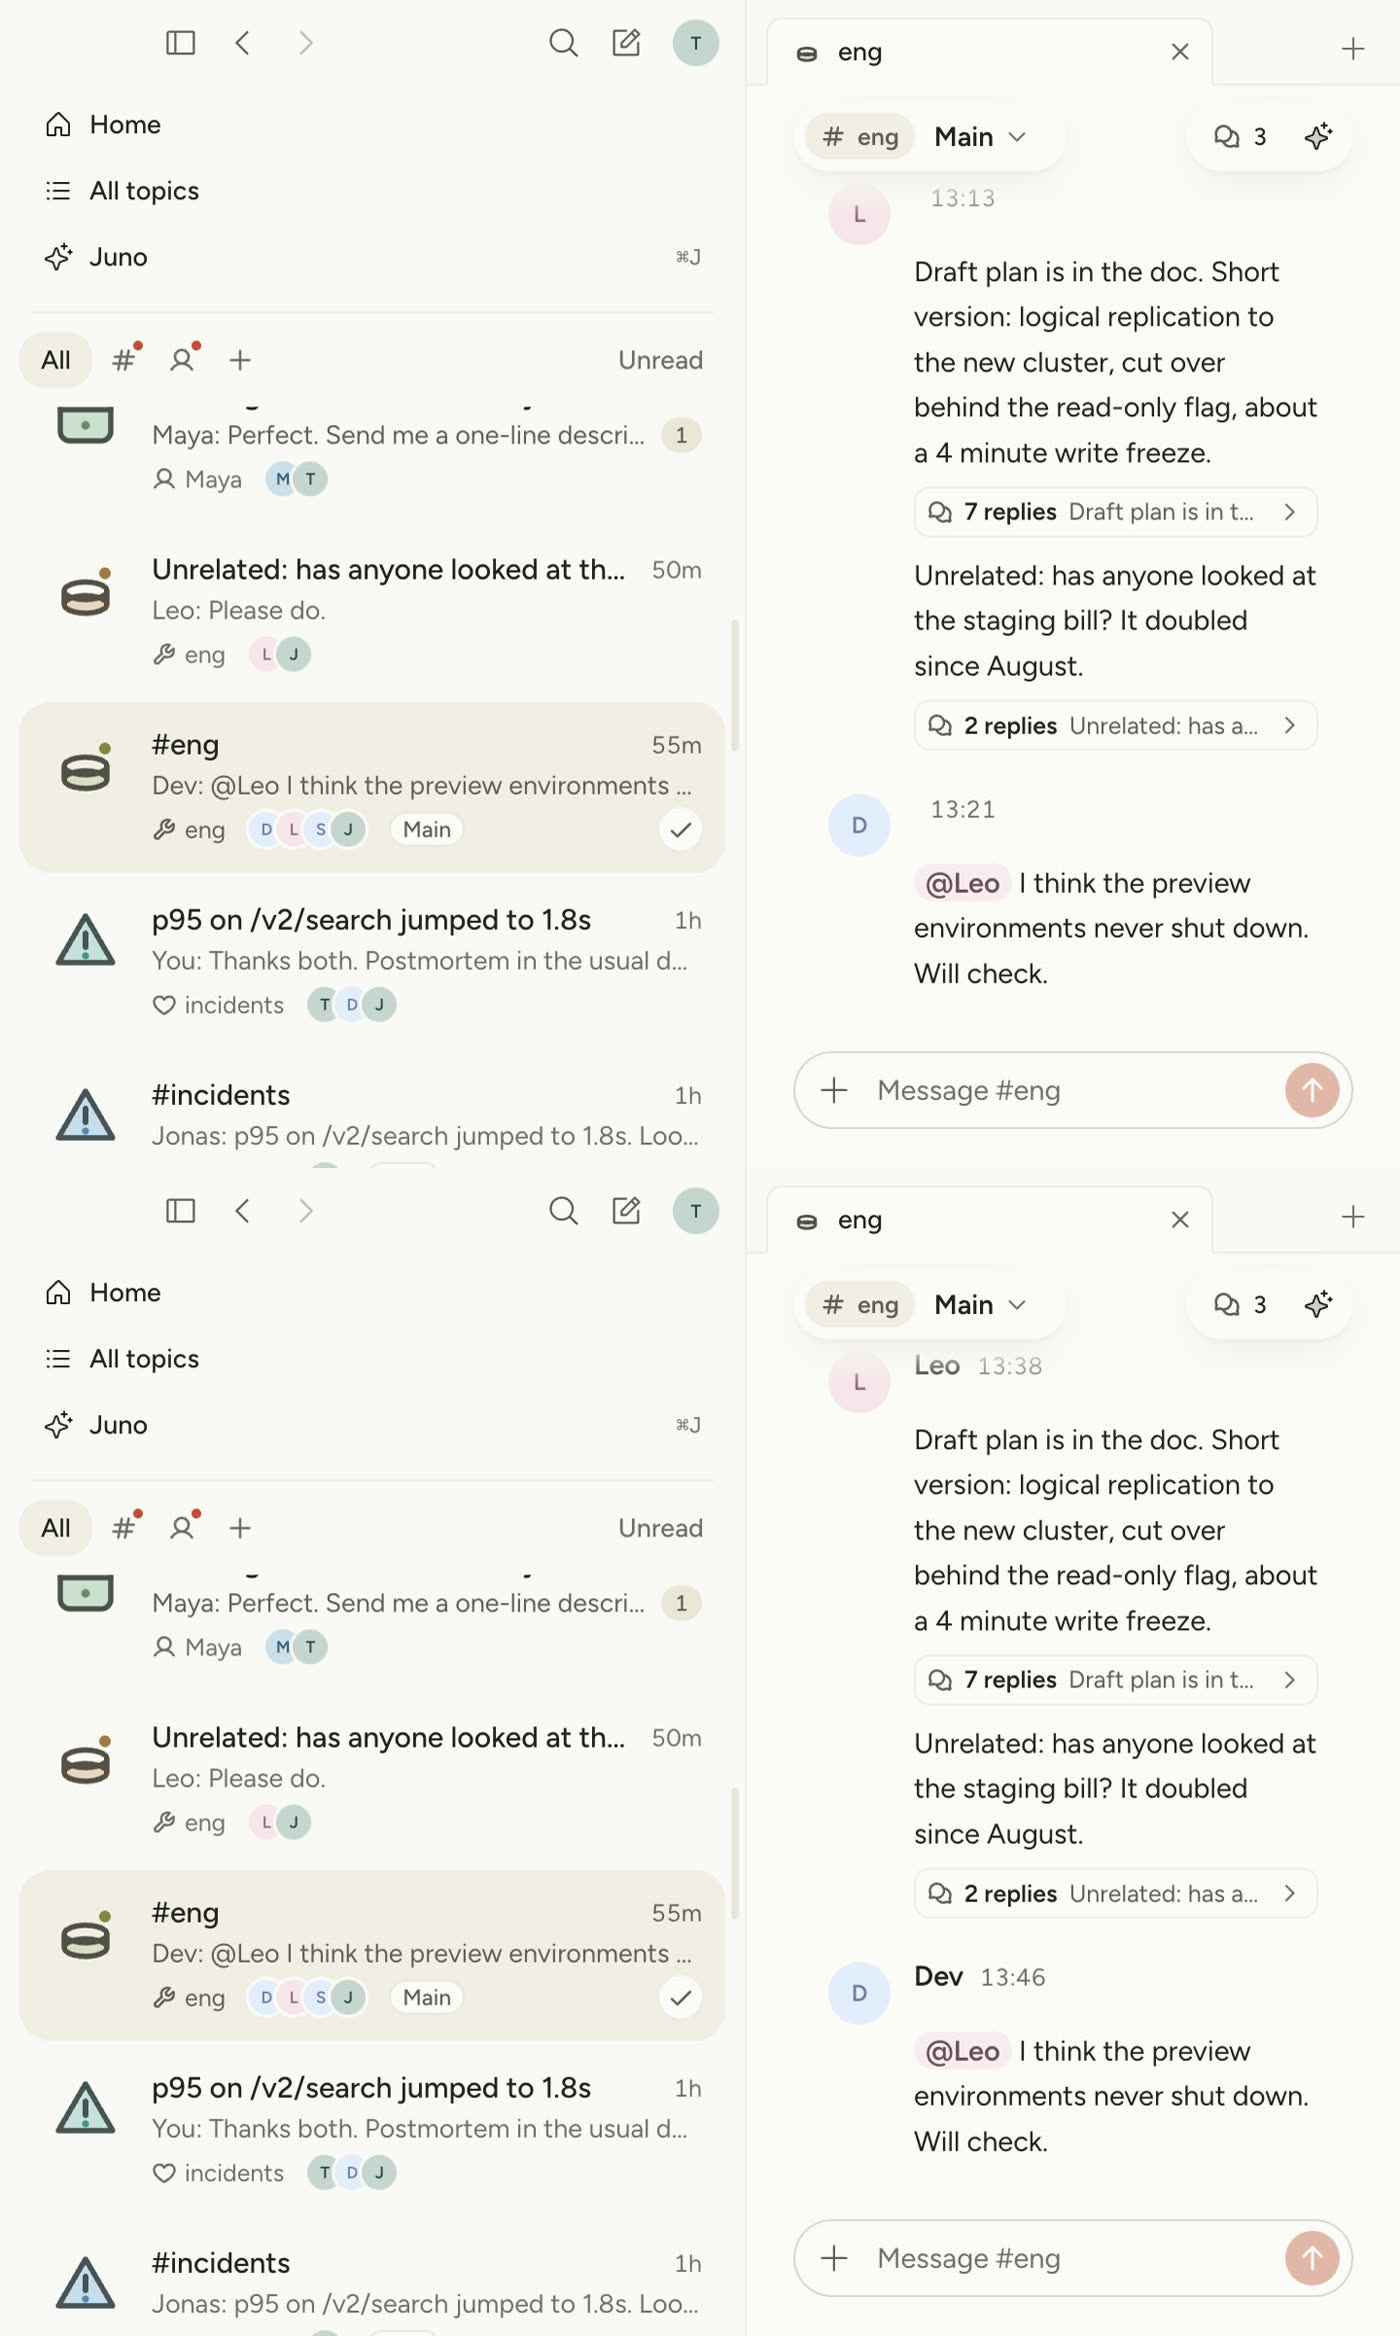 T
Home
All topics
Juno
⌘J
All
Unread
Maya: Perfect. Send me a one-line descri...
1
Maya
M
T
Unrelated: has anyone looked at th...
50m
Leo: Please do.
eng
L
J
#eng
55m
Dev: @Leo I think the preview environments ...
eng
D
L
S
J
Main
p95 on /v2/search jumped to 1.8s
1h
You: Thanks both. Postmortem in the usual d...
incidents
T
D
J
#incidents
1h
Jonas: p95 on /v2/search jumped to 1.8s. Loo...
eng
# eng
Main
3
L
13:13
Draft plan is in the doc. Short
version: logical replication to
the new cluster, cut over
behind the read-only flag, about
a 4 minute write freeze.
7 replies Draft plan is in t...
Unrelated: has anyone looked at
the staging bill? It doubled
since August.
2 replies Unrelated: has a...
D
13:21
@Leo I think the preview
environments never shut down.
Will check.
Message #eng
T
Home
All topics
Juno
⌘J
All
Unread
Maya: Perfect. Send me a one-line descri...
1
Maya
M
T
Unrelated: has anyone looked at th...
50m
Leo: Please do.
eng
L
J
#eng
55m
Dev: @Leo I think the preview environments ...
eng
D
L
S
J
Main
p95 on /v2/search jumped to 1.8s
1h
You: Thanks both. Postmortem in the usual d...
incidents
T
D
J
#incidents
1h
Jonas: p95 on /v2/search jumped to 1.8s. Loo...
eng
# eng
Main
3
L
Leo 13:38
Draft plan is in the doc. Short
version: logical replication to
the new cluster, cut over
behind the read-only flag, about
a 4 minute write freeze.
7 replies Draft plan is in t...
Unrelated: has anyone looked at
the staging bill? It doubled
since August.
2 replies Unrelated: has a...
D
Dev 13:46
@Leo I think the preview
environments never shut down.
Will check.
Message #eng